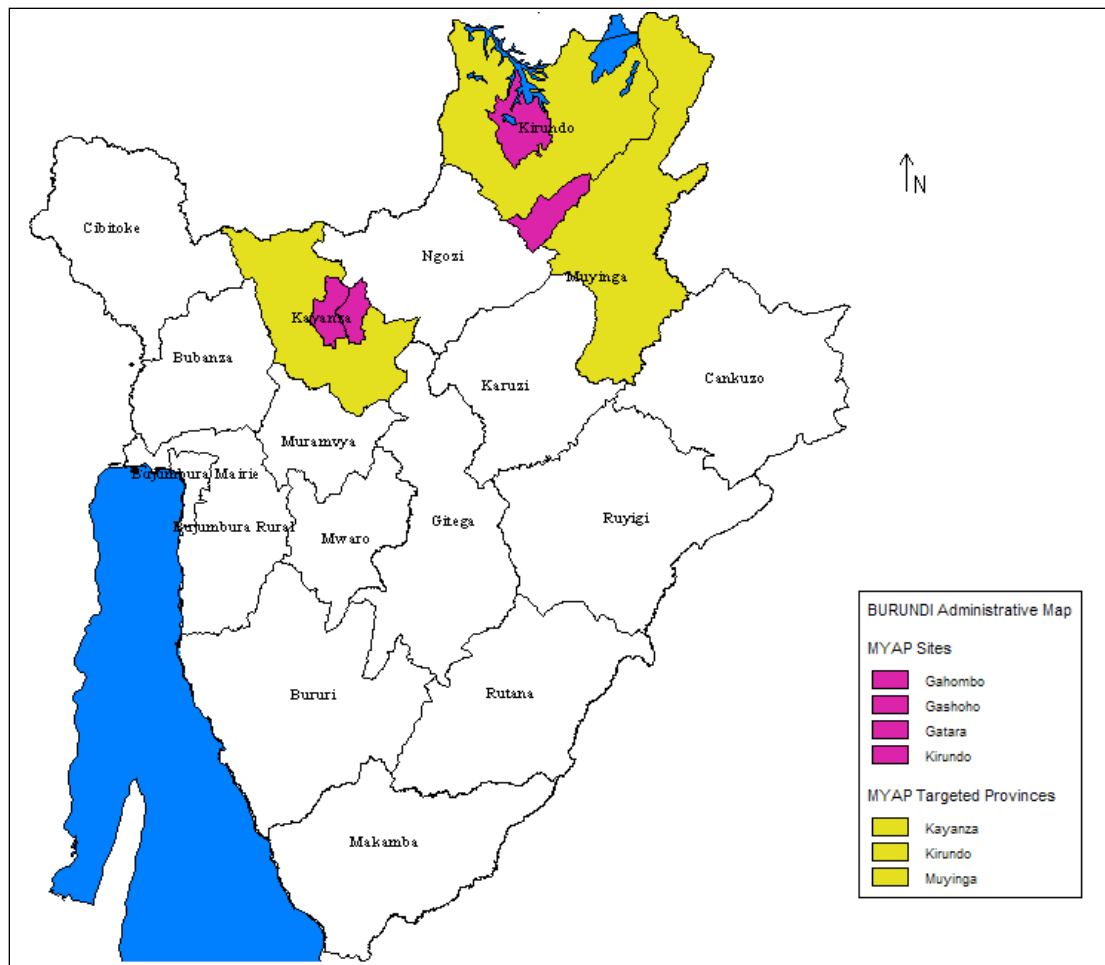 Kirundo
N
Cibitoke
Ngozi
Muyinga
Kayanza
Bubanza
Karuzi
Cankuzo
Muramvya
Bujumbura Mairie
Bujumbura Rural
Mwaro
Gitega
Ruyigi
Bururi
Rutana
Makamba
BURUNDI Administrative Map
MYAP Sites
Gahombo
Gashoho
Gatara
Kirundo
MYAP Targeted Provinces
Kayanza
Kirundo
Muyinga